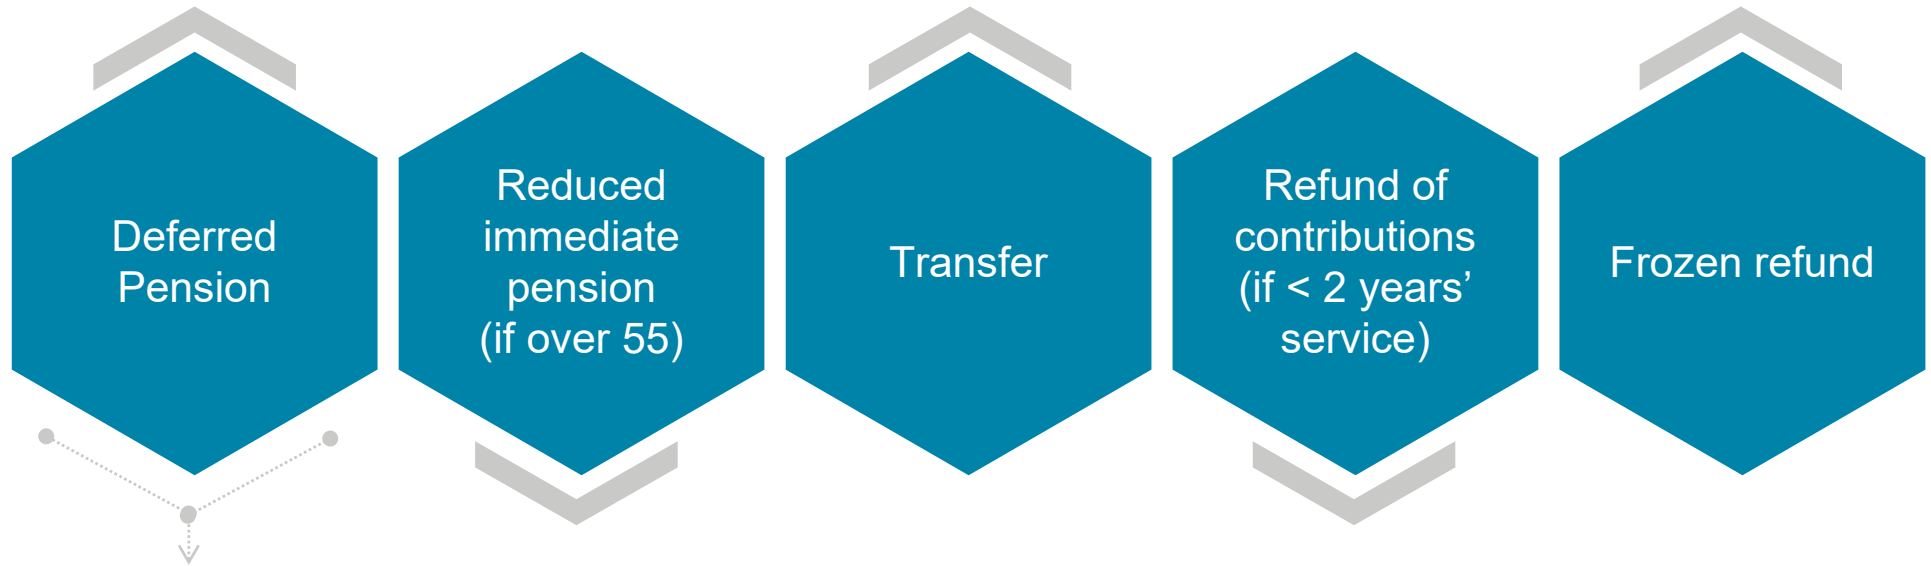 Deferred
Pension
Reduced
immediate
pension
(if over 55)
Transfer
Refund of
contributions
(if < 2 years’
service)
Frozen refund